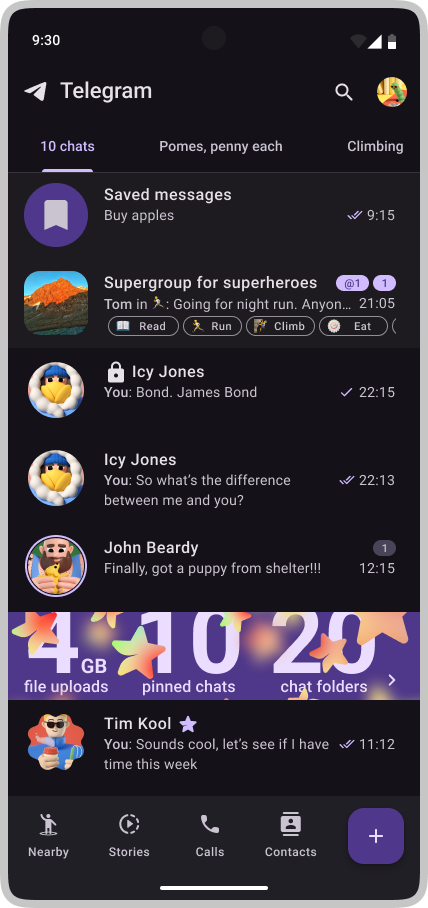 9:30
Telegram
10 chats
Pomes, penny each
Climbing
Saved messages
Buy apples
9:15
Supergroup for superheroes
@1
1
Tom in 🏃: Going for night run. Anyon...
21:05
Read
Run
Climb
Eat
Icy Jones
You: Bond. James Bond
22:15
Icy Jones
You: So what's the difference
22:13
between me and you?
John Beardy
1
Finally, got a puppy from shelter!!!
12:15
4 GB
10
20
file uploads
pinned chats
chat folders
Tim Kool
You: Sounds cool, let's see if I have
11:12
time this week
Nearby
Stories
Calls
Contacts